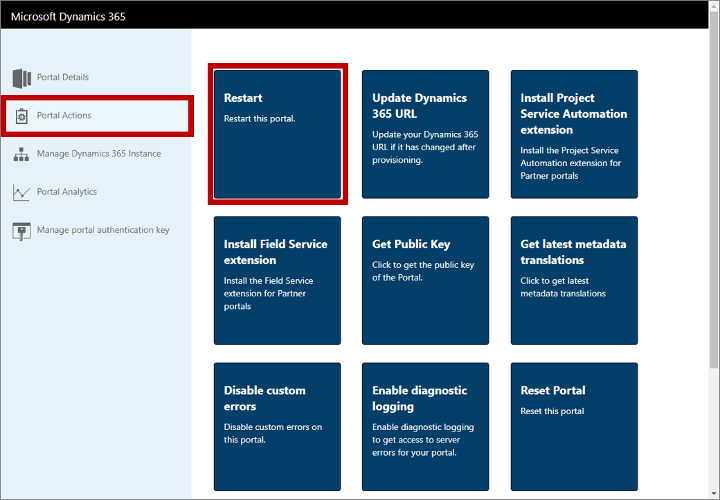 Microsoft Dynamics 365
Portal Details
Portal Actions
Manage Dynamics 365 Instance
Portal Analytics
Manage portal authentication key
Restart
Restart this portal.
Update Dynamics
365 URL
Update your Dynamics 365
URL if it has changed after
provisioning.
Install Project
Service Automation
extension
Install the Project Service
Automation extension for
Partner portals
Install Field Service
extension
Install the Field Service
extension for Partner
portals
Get Public Key
Click to get the public key
of the Portal.
Get latest metadata
translations
Click to get latest
metadata translations
Disable custom
errors
Disable custom errors on
this portal.
Enable diagnostic
logging
Enable diagnostic logging
to get access to server
errors for your portal.
Reset Portal
Reset this portal